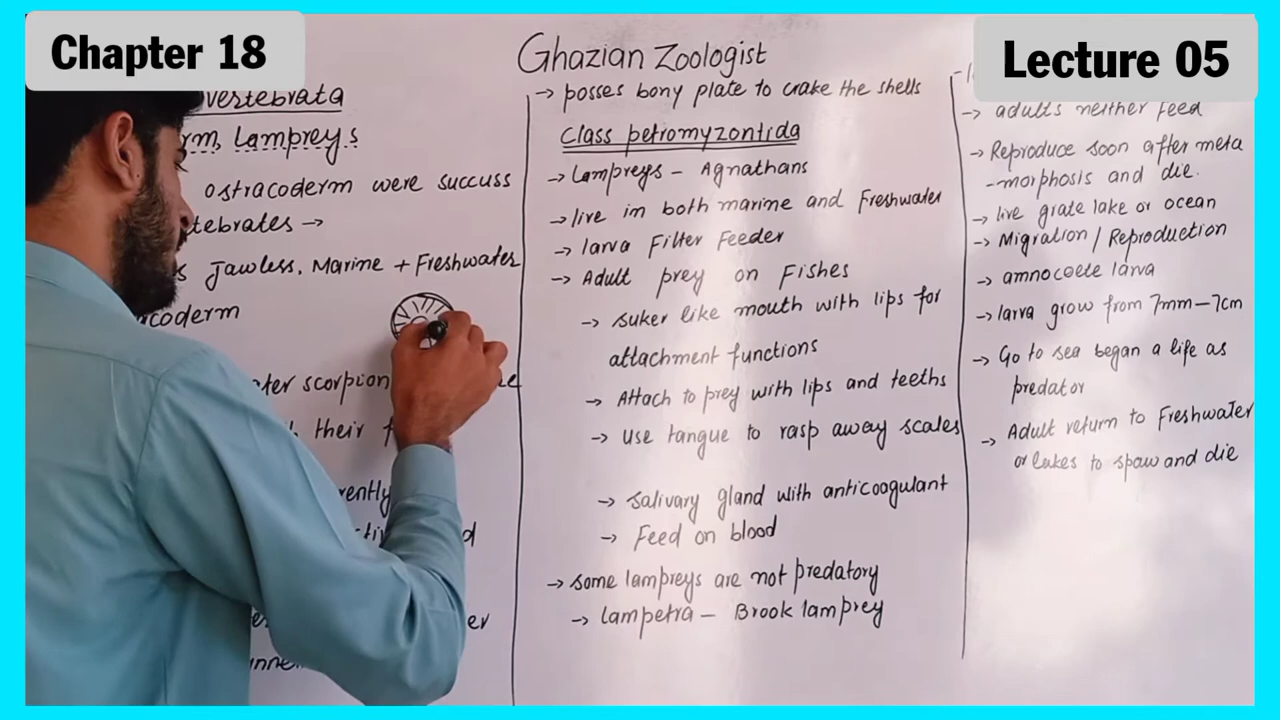 Chapter 18
Lecture 05
Ghazian Zoologist
vertebrata
Lampreys
ostracoderm were succuss
tebrates →
Jawless, Marine + Freshwater
coderm
scorpion
their
→ posses bony plate to crake the shells
Class petromyzontida
→ Lampreys - Agnathans
→ live in both marine and Freshwater
→ larva Filter Feeder
→ Adult prey on Fishes
→ suker like mouth with lips for
attachment functions
→ Attach to prey with lips and teeths
→ use tangue to rasp away scales
→ salivary gland with anticoagulant
→ Feed on blood
→ some lampreys are not predatory
→ Lampetra - Brook lamprey
→ adults neither feed
→ Reproduce soon after meta
-morphosis and die.
→ live grate lake or ocean
→ Migration / Reproduction
→ amnocoete larva
→ larva grow from 7mm-7cm
→ Go to sea began a life as
predator
→ Adult return to Freshwater
or lakes to spaw and die